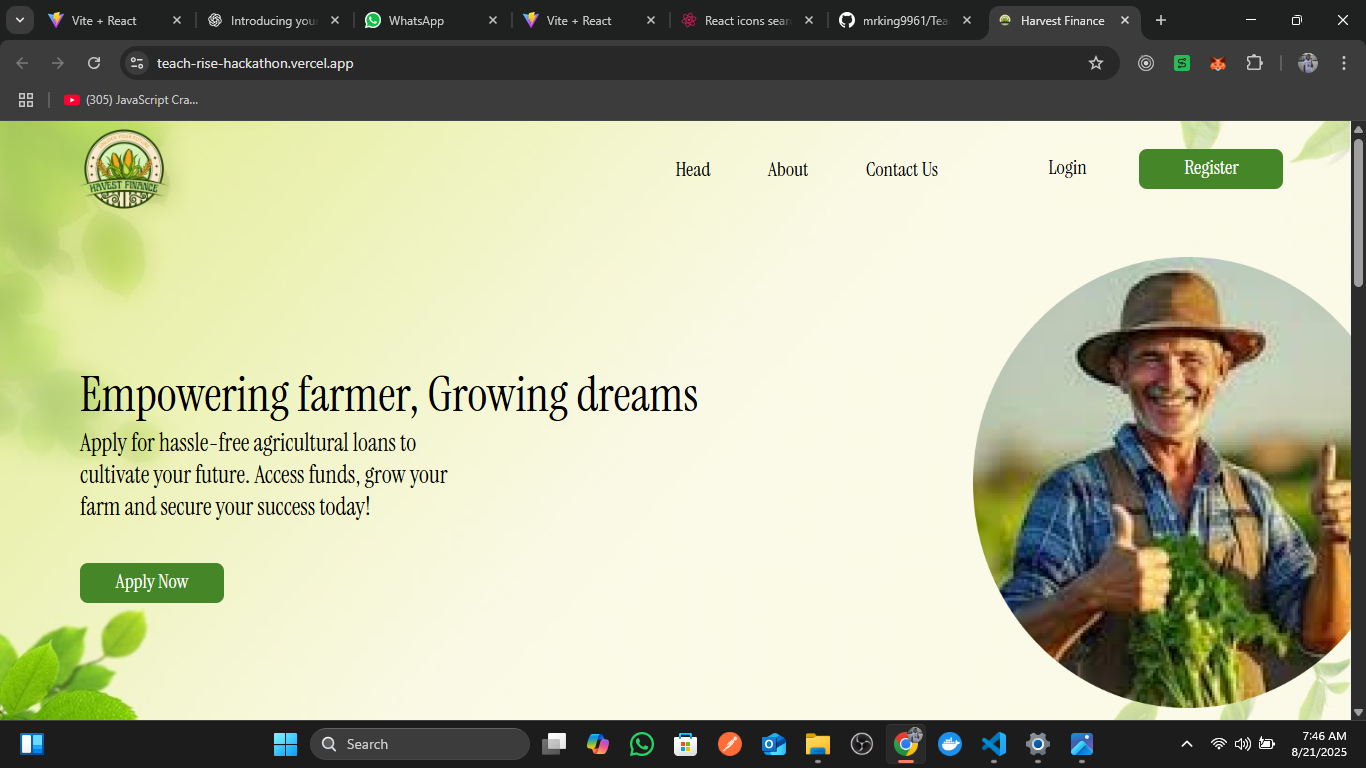 Vite + React
Introducing you
WhatsApp
Vite + React
React icons sear
mrking9961/Tea
Harvest Finance
teach-rise-hackathon.vercel.app
(305) JavaScript Cra...
HAVEST FINANCE
Head
About
Contact Us
Login
Register
Empowering farmer, Growing dreams
Apply for hassle-free agricultural loans to
cultivate your future. Access funds, grow your
farm and secure your success today!
Apply Now
Search
7:46 AM
8/21/2025